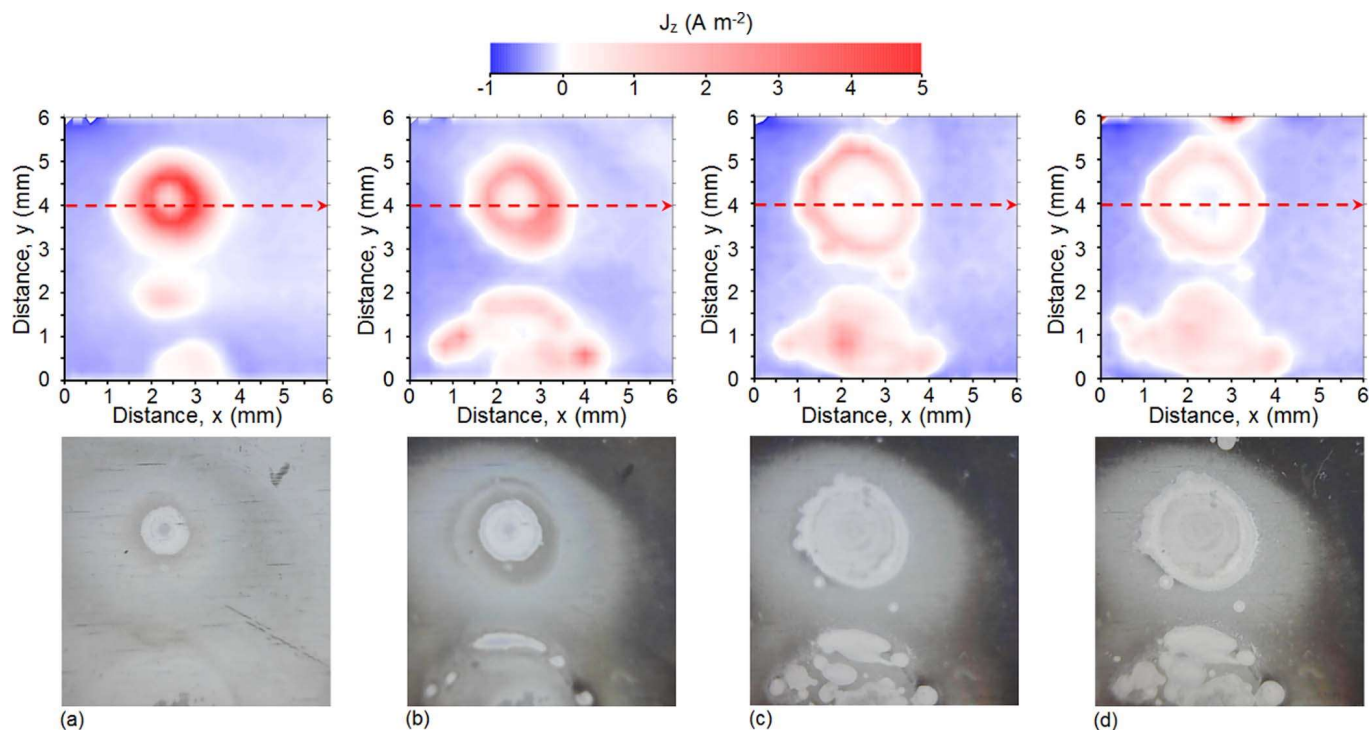 J_z (A m^-2)
-1 0 1 2 3 4 5
6 6 6 6
5 5 5 5
4 4 4 4
3 3 3 3
2 2 2 2
1 1 1 1
0 0 0 0
Distance, y (mm) Distance, y (mm) Distance, y (mm) Distance, y (mm)
0 1 2 3 4 5 6 0 1 2 3 4 5 6 0 1 2 3 4 5 6 0 1 2 3 4 5 6
Distance, x (mm) Distance, x (mm) Distance, x (mm) Distance, x (mm)
(a) (b) (c) (d)